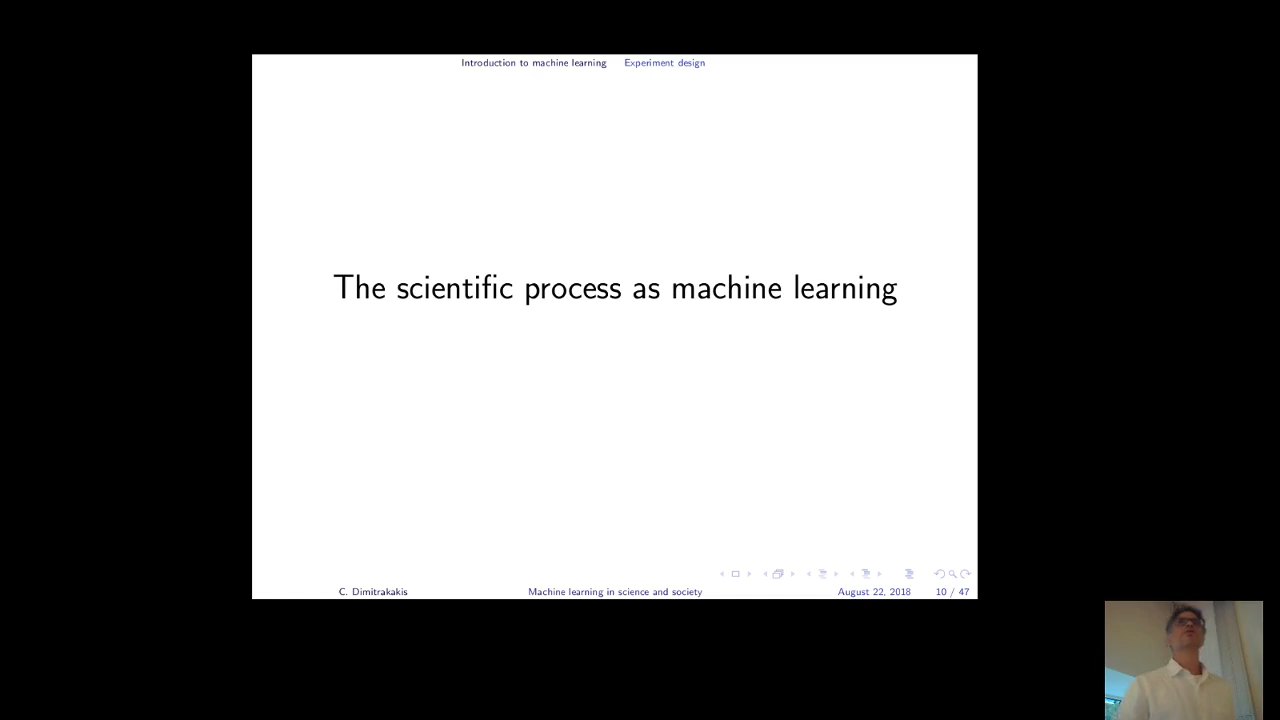 Introduction to machine learning Experiment design
The scientific process as machine learning
C. Dimitrakakis Machine learning in science and society August 22, 2018 10 / 47